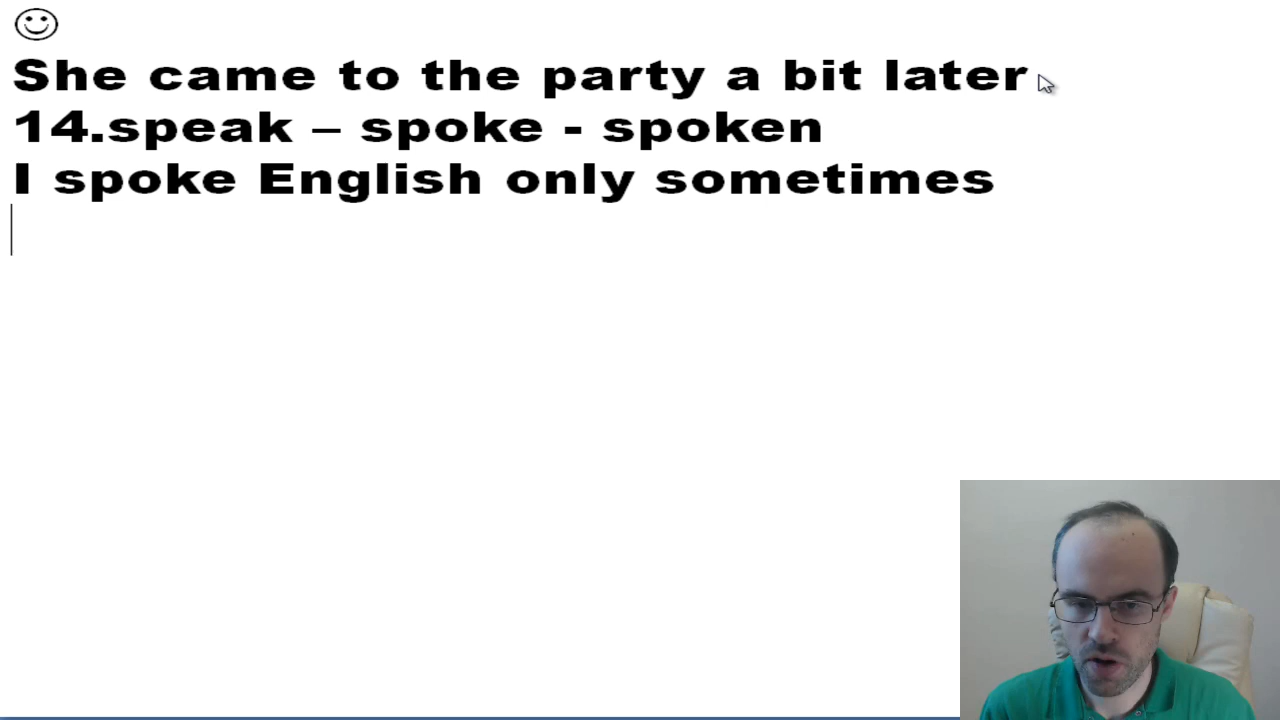 She came to the party a bit later
14.speak – spoke - spoken
I spoke English only sometimes